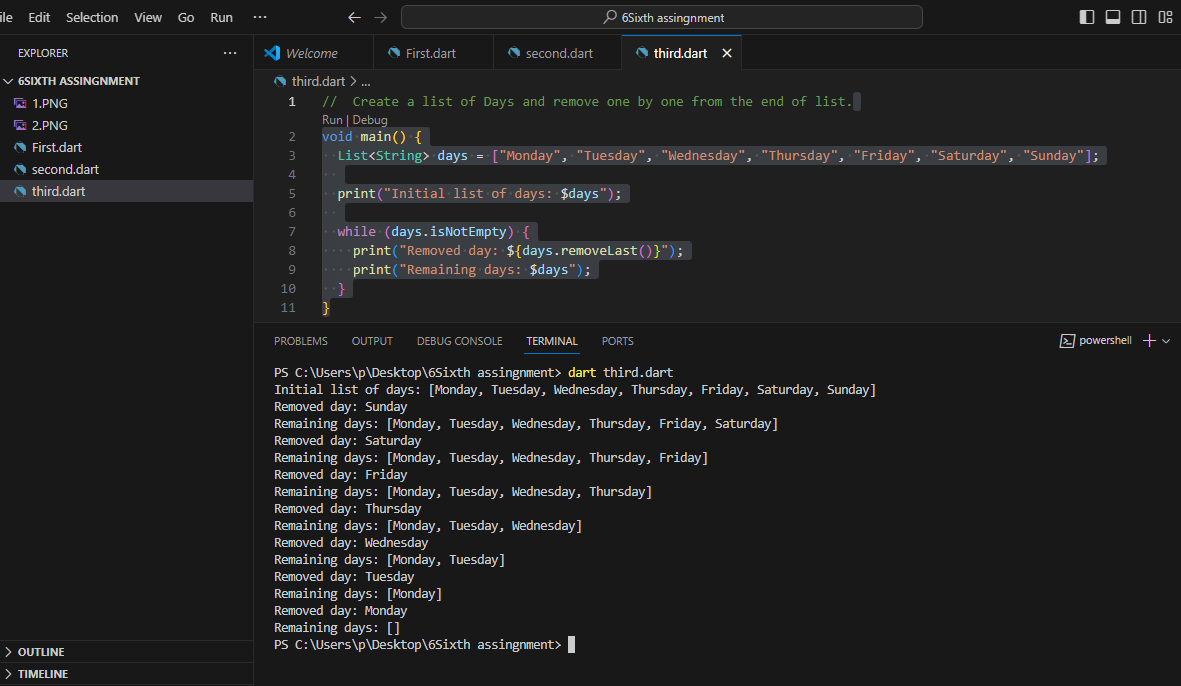 ile Edit Selection View Go Run ··· 6Sixth assingnment
EXPLORER ···
6SIXTH ASSINGNMENT
1.PNG
2.PNG
First.dart
second.dart
third.dart
OUTLINE
TIMELINE
Welcome First.dart second.dart third.dart
third.dart > ...
1 //  Create a list of Days and remove one by one from the end of list.
Run | Debug
2 void main() {
3   List<String> days = ["Monday", "Tuesday", "Wednesday", "Thursday", "Friday", "Saturday", "Sunday"];
4
5   print("Initial list of days: $days");
6
7   while (days.isNotEmpty) {
8     print("Removed day: ${days.removeLast()}");
9     print("Remaining days: $days");
10   }
11 }
PROBLEMS OUTPUT DEBUG CONSOLE TERMINAL PORTS powershell
PS C:\Users\p\Desktop\6Sixth assingnment> dart third.dart
Initial list of days: [Monday, Tuesday, Wednesday, Thursday, Friday, Saturday, Sunday]
Removed day: Sunday
Remaining days: [Monday, Tuesday, Wednesday, Thursday, Friday, Saturday]
Removed day: Saturday
Remaining days: [Monday, Tuesday, Wednesday, Thursday, Friday]
Removed day: Friday
Remaining days: [Monday, Tuesday, Wednesday, Thursday]
Removed day: Thursday
Remaining days: [Monday, Tuesday, Wednesday]
Removed day: Wednesday
Remaining days: [Monday, Tuesday]
Removed day: Tuesday
Remaining days: [Monday]
Removed day: Monday
Remaining days: []
PS C:\Users\p\Desktop\6Sixth assingnment>